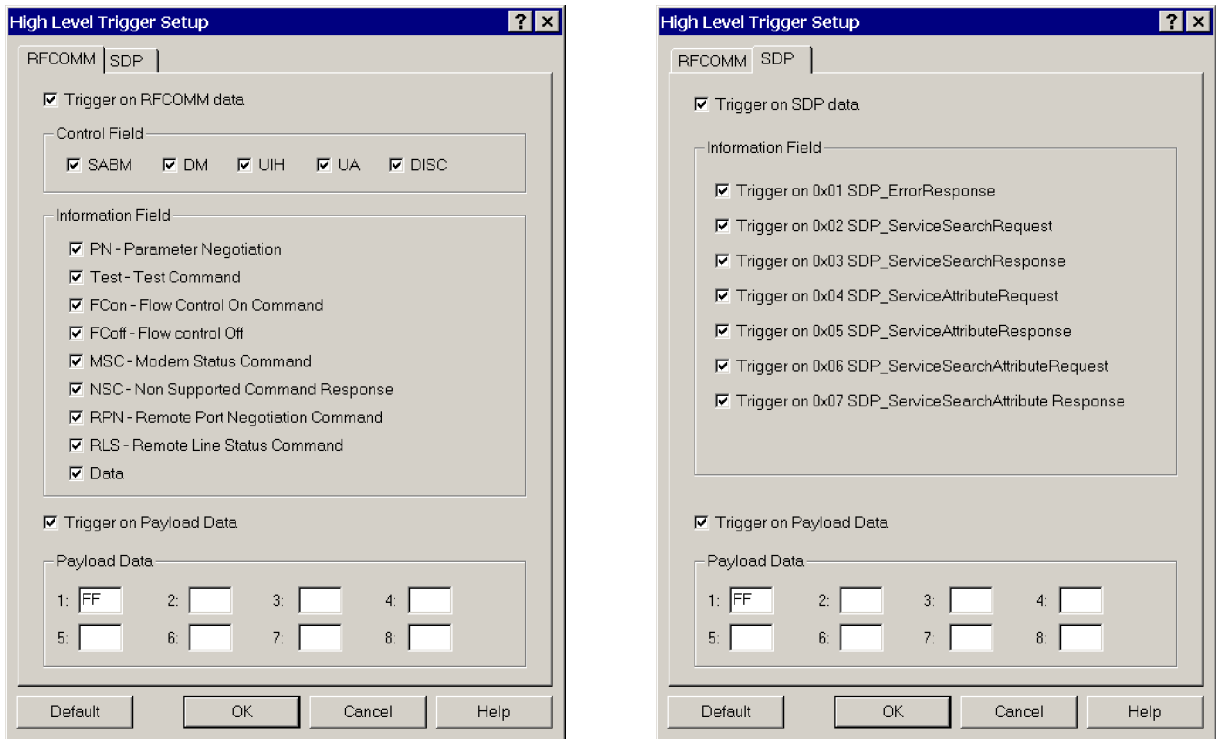 High Level Trigger Setup
RFCOMM SDP
Trigger on RFCOMM data
Control Field
SABM DM UIH UA DISC
Information Field
PN - Parameter Negotiation
Test - Test Command
FCon - Flow Control On Command
FCoff - Flow control Off
MSC - Modem Status Command
NSC - Non Supported Command Response
RPN - Remote Port Negotiation Command
RLS - Remote Line Status Command
Data
Trigger on Payload Data
Payload Data
1: FF 2: 3: 4:
5: 6: 7: 8:
Default OK Cancel Help
High Level Trigger Setup
RFCOMM SDP
Trigger on SDP data
Information Field
Trigger on 0x01 SDP_ErrorResponse
Trigger on 0x02 SDP_ServiceSearchRequest
Trigger on 0x03 SDP_ServiceSearchResponse
Trigger on 0x04 SDP_ServiceAttributeRequest
Trigger on 0x05 SDP_ServiceAttributeResponse
Trigger on 0x06 SDP_ServiceSearchAttributeRequest
Trigger on 0x07 SDP_ServiceSearchAttribute Response
Trigger on Payload Data
Payload Data
1: FF 2: 3: 4:
5: 6: 7: 8:
Default OK Cancel Help